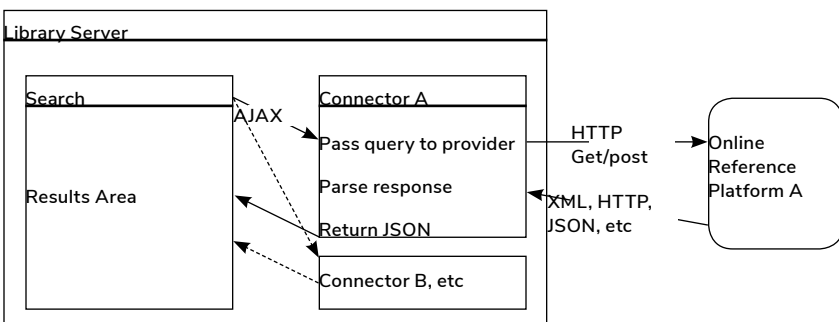 Library Server
Search
AJAX
Results Area
Connector A
Pass query to provider
Parse response
Return JSON
Connector B, etc
HTTP
Get/post
XML, HTTP,
JSON, etc
Online
Reference
Platform A